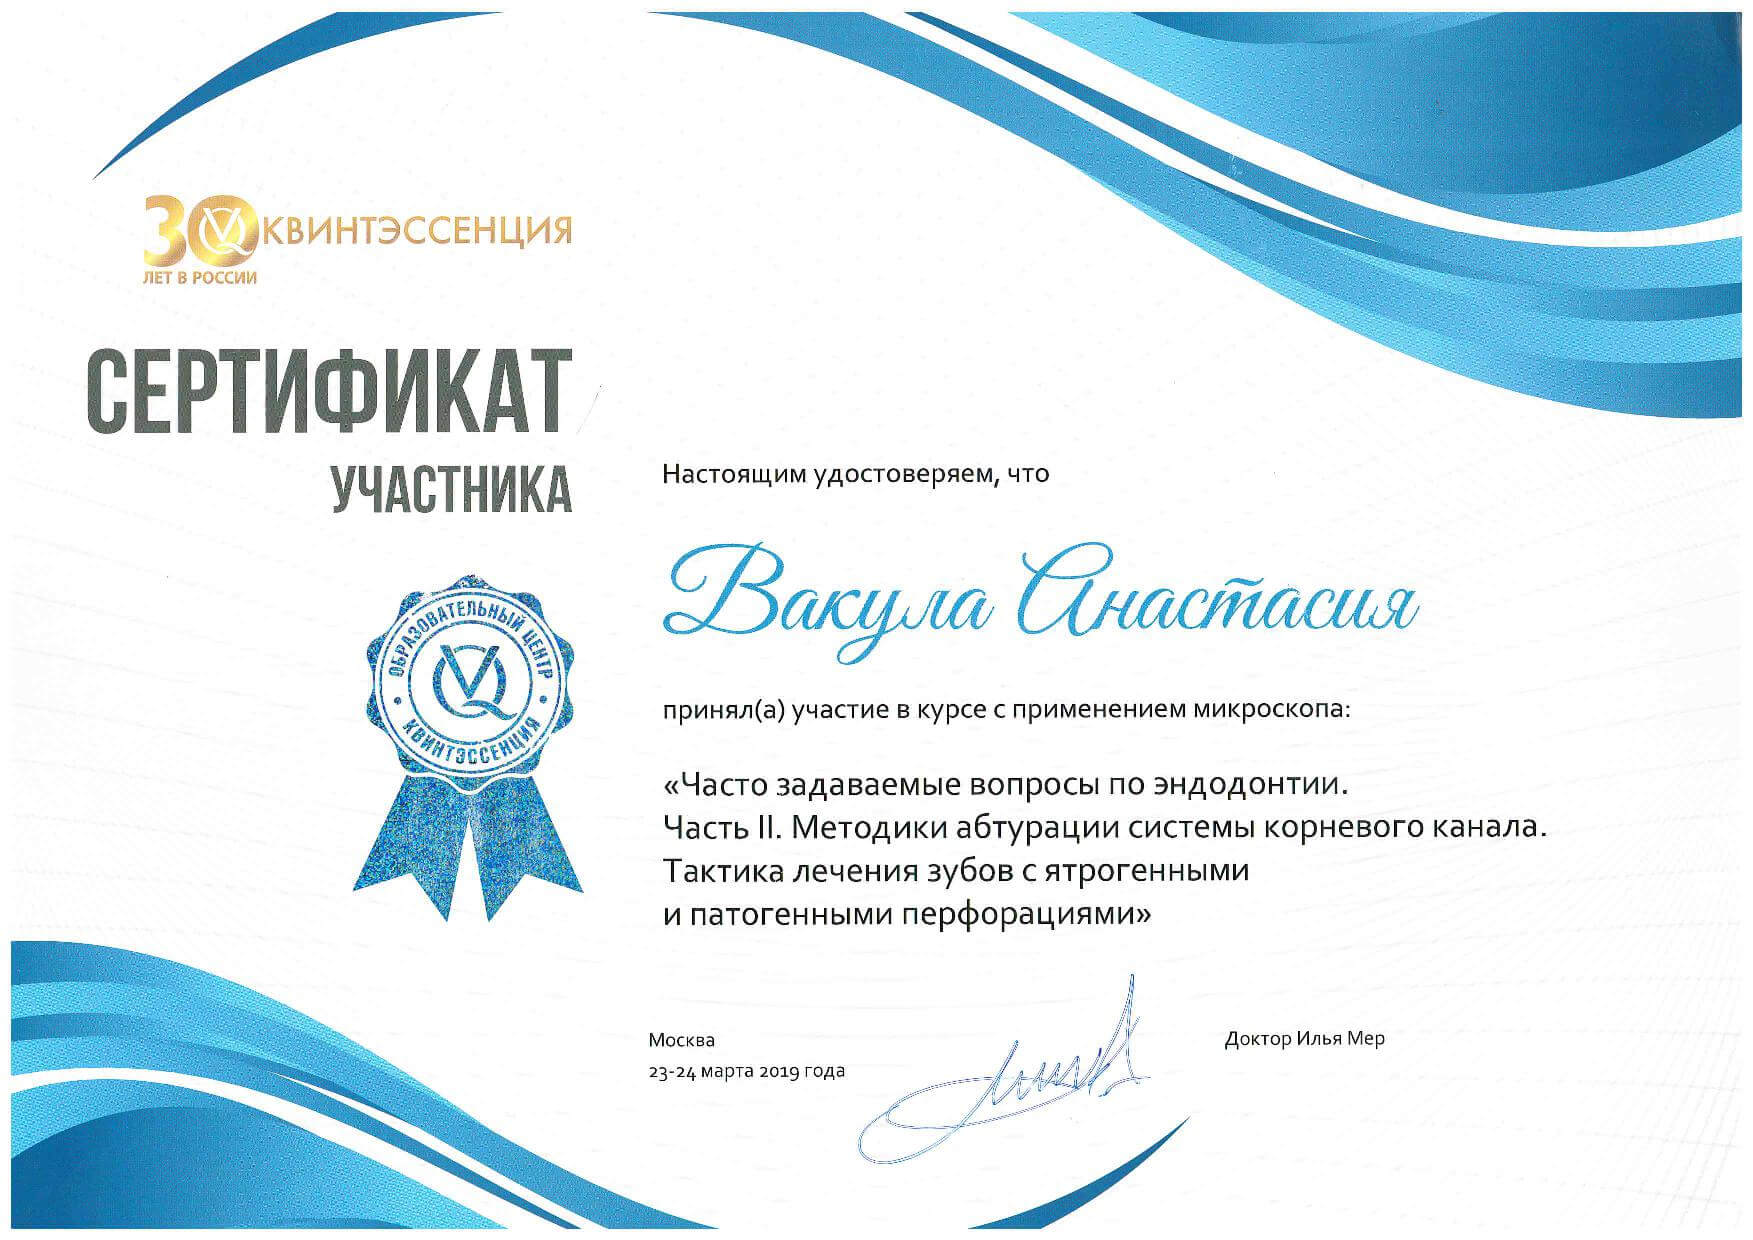 30 КВИНТЭССЕНЦИЯ
ЛЕТ В РОССИИ
СЕРТИФИКАТ
УЧАСТНИКА
ОБРАЗОВАТЕЛЬНЫЙ ЦЕНТР
КВИНТЭССЕНЦИЯ
Настоящим удостоверяем, что
Вакула Анастасия
принял(а) участие в курсе с применением микроскопа:
«Часто задаваемые вопросы по эндодонтии.
Часть II. Методики абтурации системы корневого канала.
Тактика лечения зубов с ятрогенными
и патогенными перфорациями»
Москва
23-24 марта 2019 года
Доктор Илья Мер